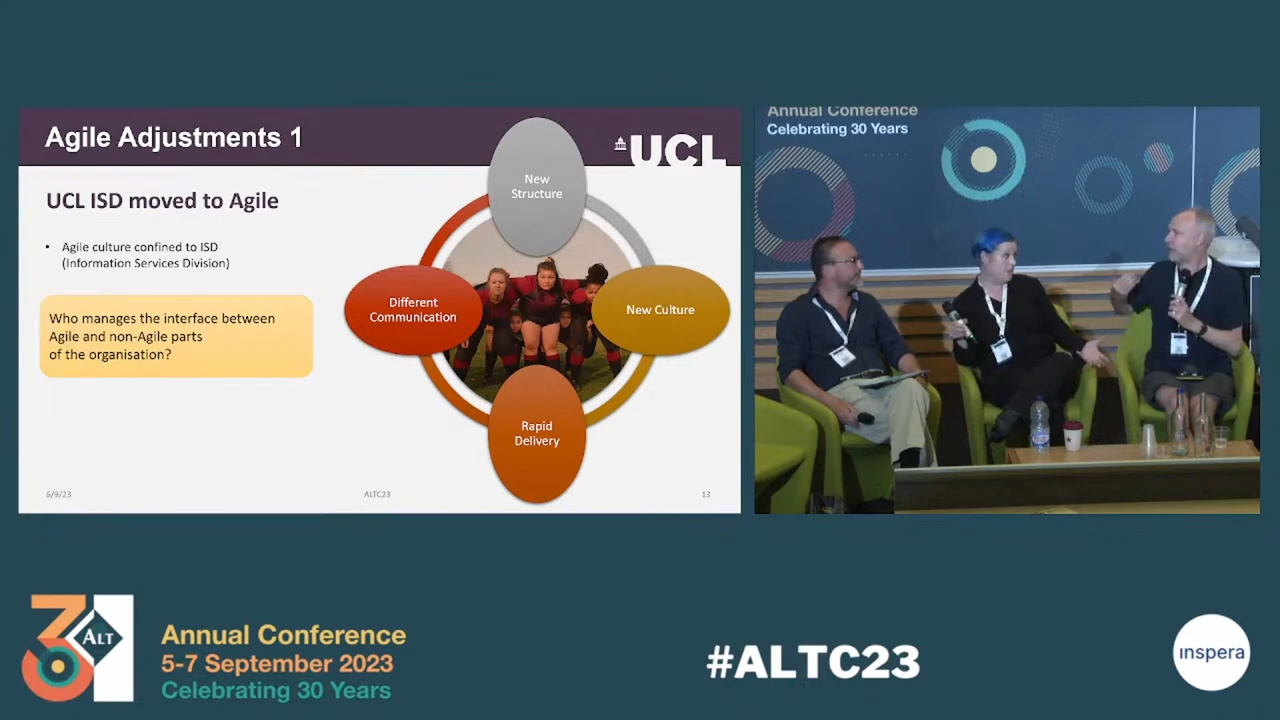 Agile Adjustments 1
UCL
UCL ISD moved to Agile
• Agile culture confined to ISD
(Information Services Division)
Who manages the interface between
Agile and non-Agile parts
of the organisation?
New
Structure
Different
Communication
New Culture
Rapid
Delivery
6/9/23
ALTC23
13
Annual Conference
Celebrating 30 Years
30
ALT
Annual Conference
5-7 September 2023
Celebrating 30 Years
#ALTC23
inspera